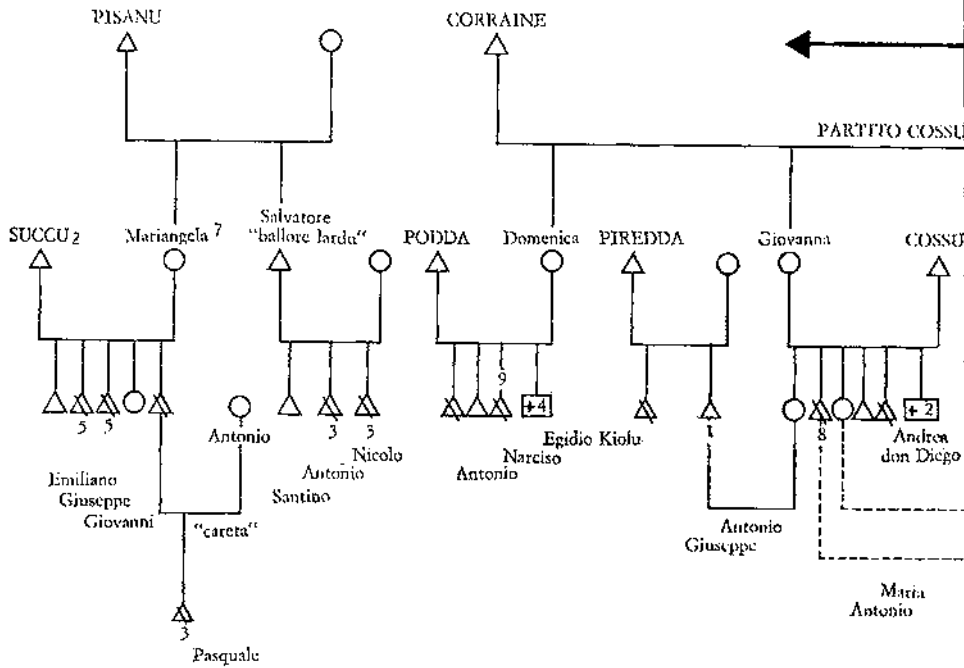 PISANU
CORRAINE
PARTITO COSSU
Salvatore
SUCCU 2
Mariangela 7
"ballore larda"
PODDA
Domenica
PIREDDA
Giovanna
COSSU
9
5
5
3
3
+4
8
+ 2
Antonio
Nicolo
Egidio Kiolu
Andrea
Antonio
Narciso
don Diego
Emiliano
Santino
Antonio
Giuseppe
Giovanni
"careta"
Antonio
Giuseppe
Maria
3
Antonio
Pasquale